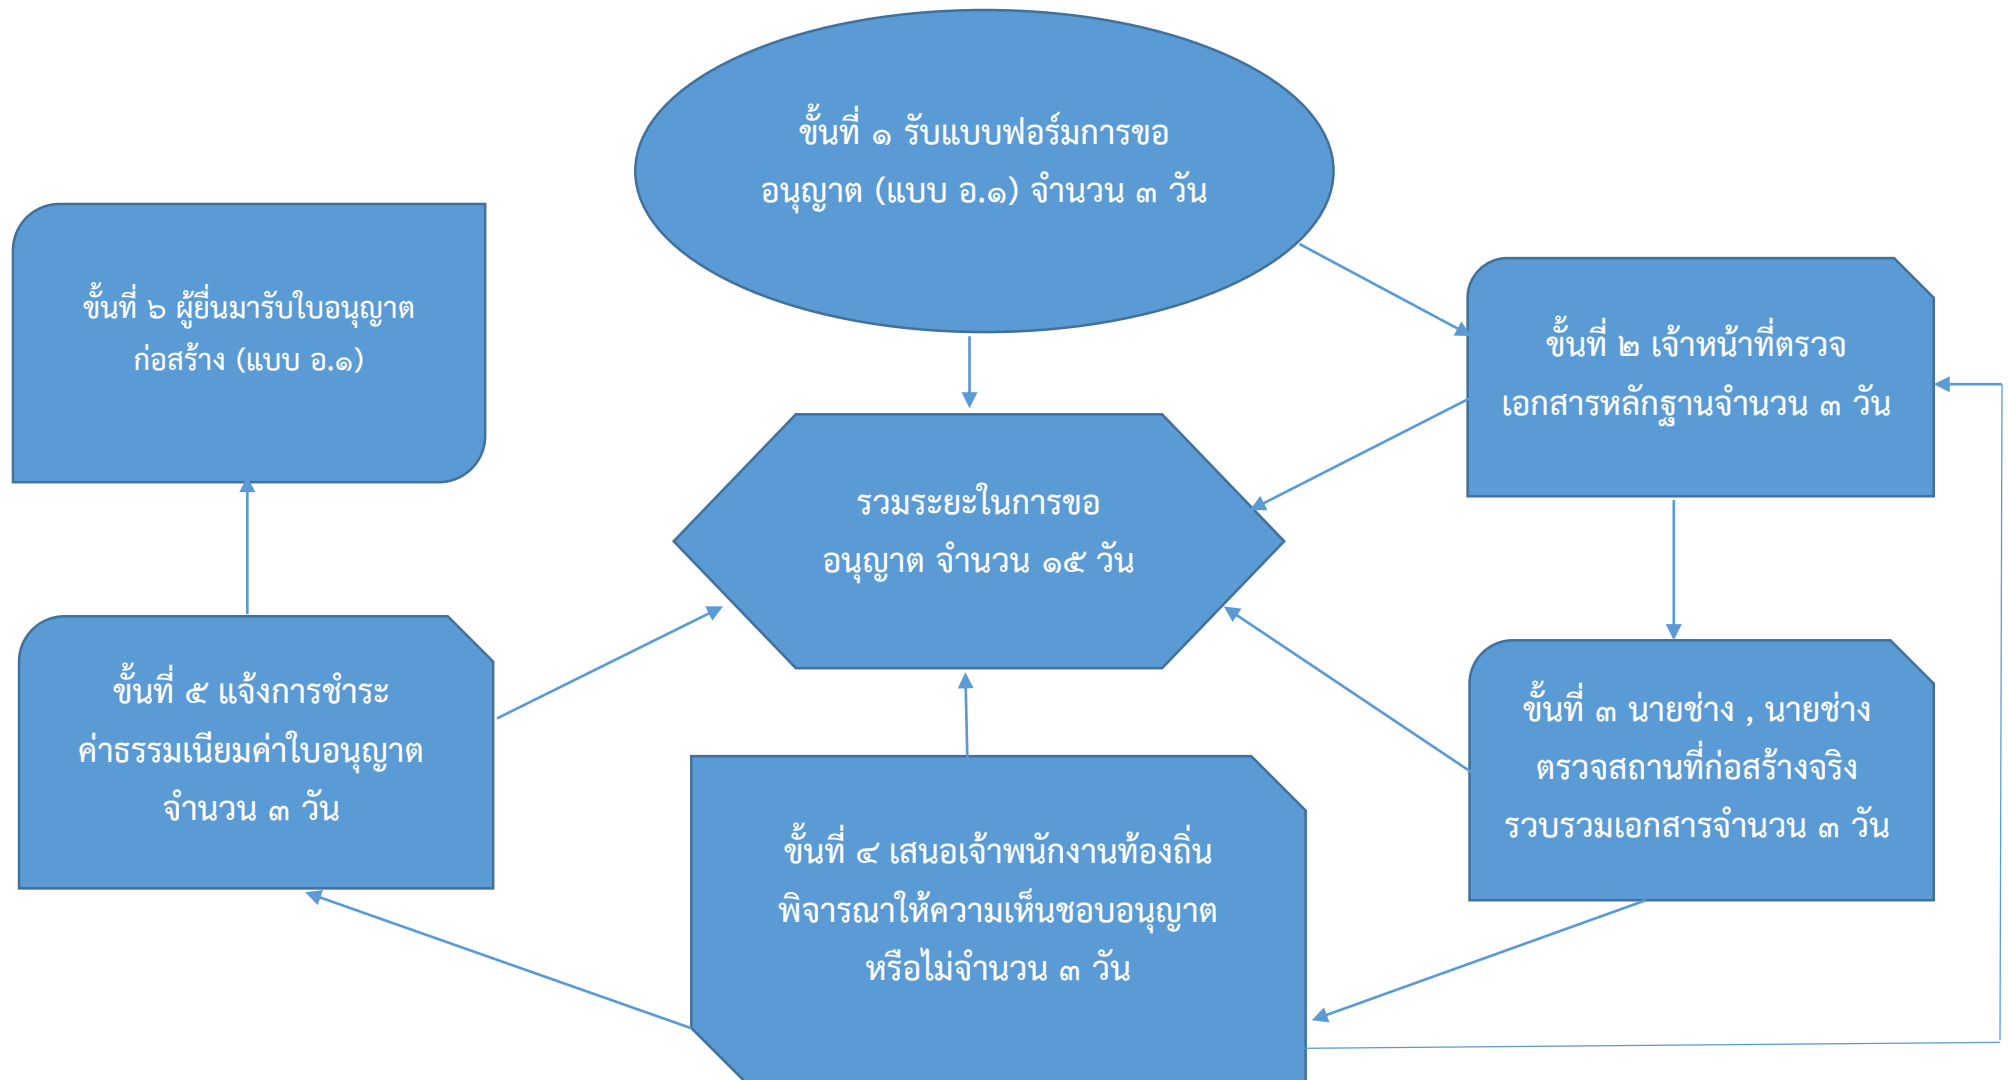 ขั้นที่ ๑ รับแบบฟอร์มการขอ
อนุญาต (แบบ อ.๑) จำนวน ๓ วัน
ขั้นที่ ๒ เจ้าหน้าที่ตรวจ
เอกสารหลักฐานจำนวน ๓ วัน
ขั้นที่ ๓ นายช่าง , นายช่าง
ตรวจสถานที่ก่อสร้างจริง
รวบรวมเอกสารจำนวน ๓ วัน
ขั้นที่ ๔ เสนอเจ้าพนักงานท้องถิ่น
พิจารณาให้ความเห็นชอบอนุญาต
หรือไม่จำนวน ๓ วัน
ขั้นที่ ๕ แจ้งการชำระ
ค่าธรรมเนียมค่าใบอนุญาต
จำนวน ๓ วัน
ขั้นที่ ๖ ผู้ยื่นมารับใบอนุญาต
ก่อสร้าง (แบบ อ.๑)
รวมระยะในการขอ
อนุญาต จำนวน ๑๕ วัน